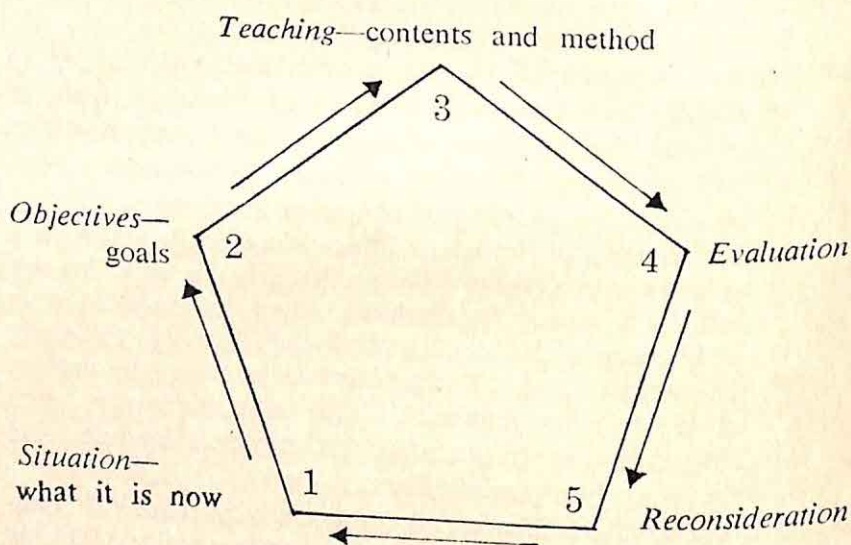 Teaching—contents and method
3
Objectives—
goals
2
4
Evaluation
Situation—
what it is now
1
5
Reconsideration